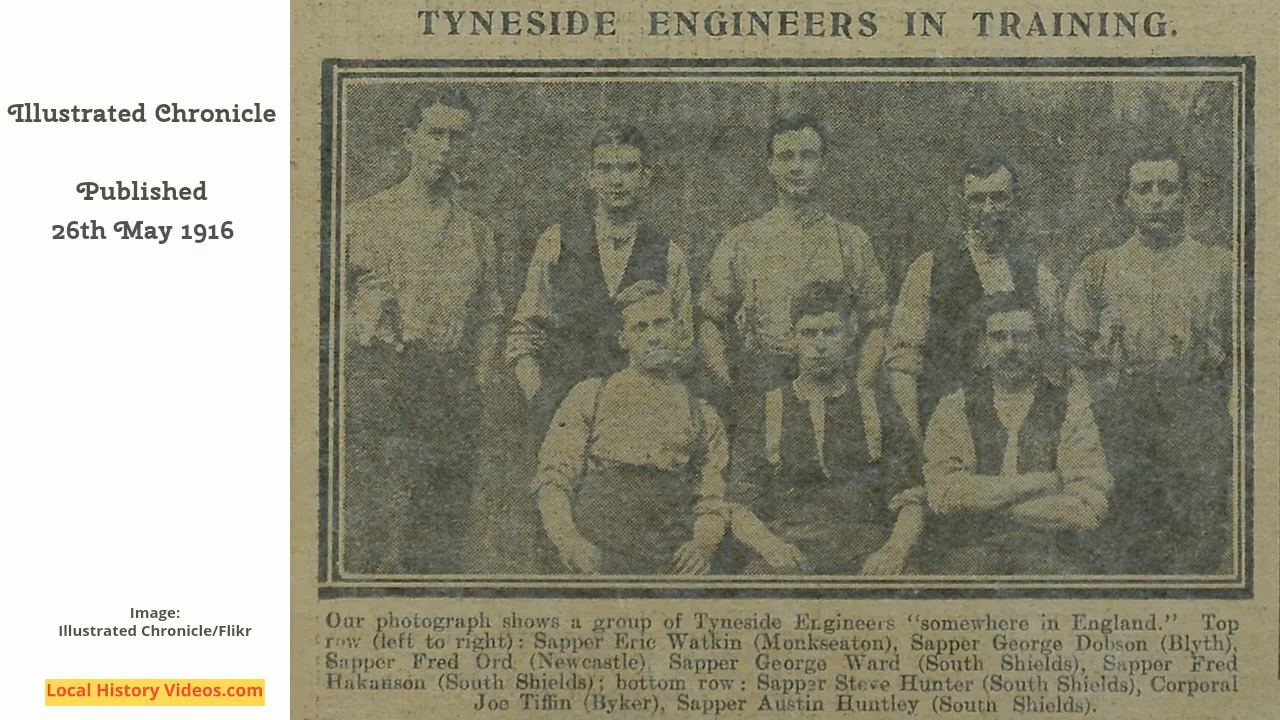 Illustrated Chronicle
Published
26th May 1916
Image:
Illustrated Chronicle/Flikr
Local History Videos.com
TYNESIDE ENGINEERS IN TRAINING.
Our photograph shows a group of Tyneside Engineers "somewhere in England." Top
row (left to right): Sapper Eric Watkin (Monkseaton), Sapper George Dobson (Blyth),
Sapper Fred Ord (Newcastle), Sapper George Ward (South Shields), Sapper Fred
Hakanson (South Shields); bottom row: Sapper Steve Hunter (South Shields), Corporal
Joe Tiffin (Byker), Sapper Austin Huntley (South Shields).